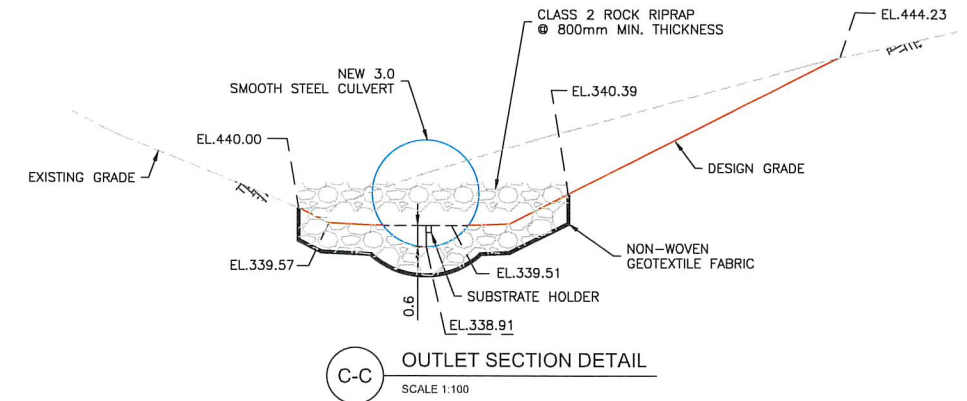 CLASS 2 ROCK RIPRAP
@ 800mm MIN. THICKNESS
EL.444.23
NEW 3.0
SMOOTH STEEL CULVERT
EL.340.39
EL.440.00
EXISTING GRADE
DESIGN GRADE
NON-WOVEN
GEOTEXTILE FABRIC
EL.339.57
EL.339.51
SUBSTRATE HOLDER
0.6
EL.338.91
C-C
OUTLET SECTION DETAIL
SCALE 1:100